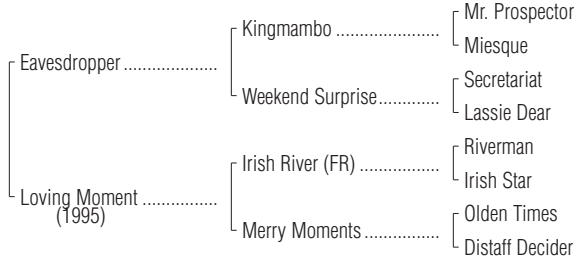 Mr. Prospector
Kingmambo .......................
Miesque
Eavesdropper ....................
Secretariat
Weekend Surprise.............
Lassie Dear
Riverman
Irish River (FR) .................
Irish Star
Loving Moment ................
(1995)
Olden Times
Merry Moments ................
Distaff Decider